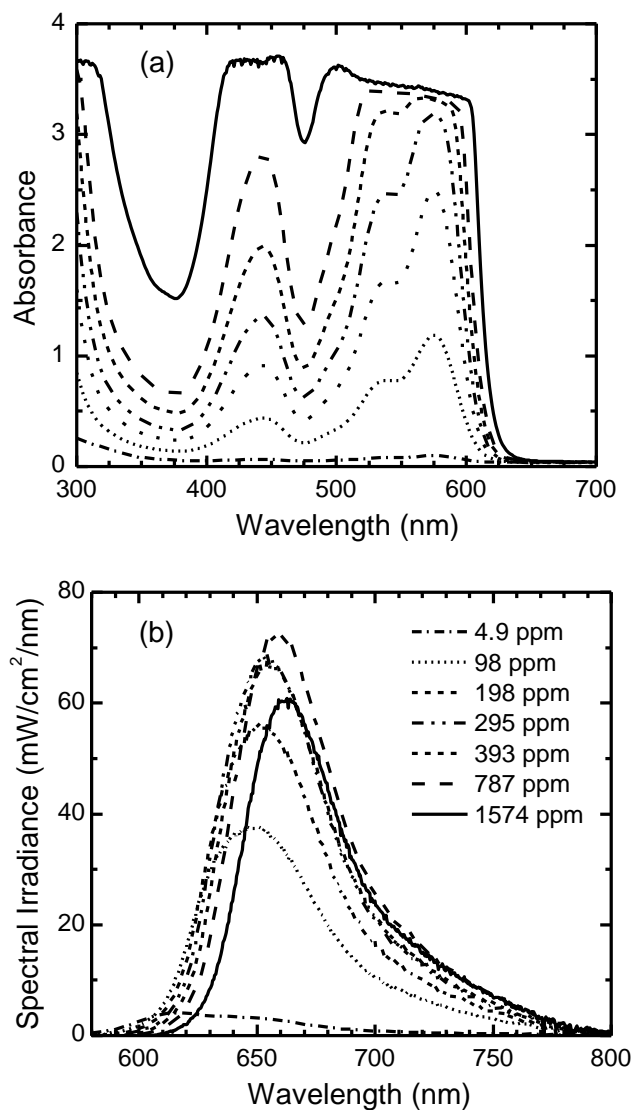 4
3
2
1
0
(a)
Absorbance
300 400 500 600 700
Wavelength (nm)
80
60
40
20
0
(b)
4.9 ppm
98 ppm
198 ppm
295 ppm
393 ppm
787 ppm
1574 ppm
Spectral Irradiance (mW/cm²/nm)
600 650 700 750 800
Wavelength (nm)